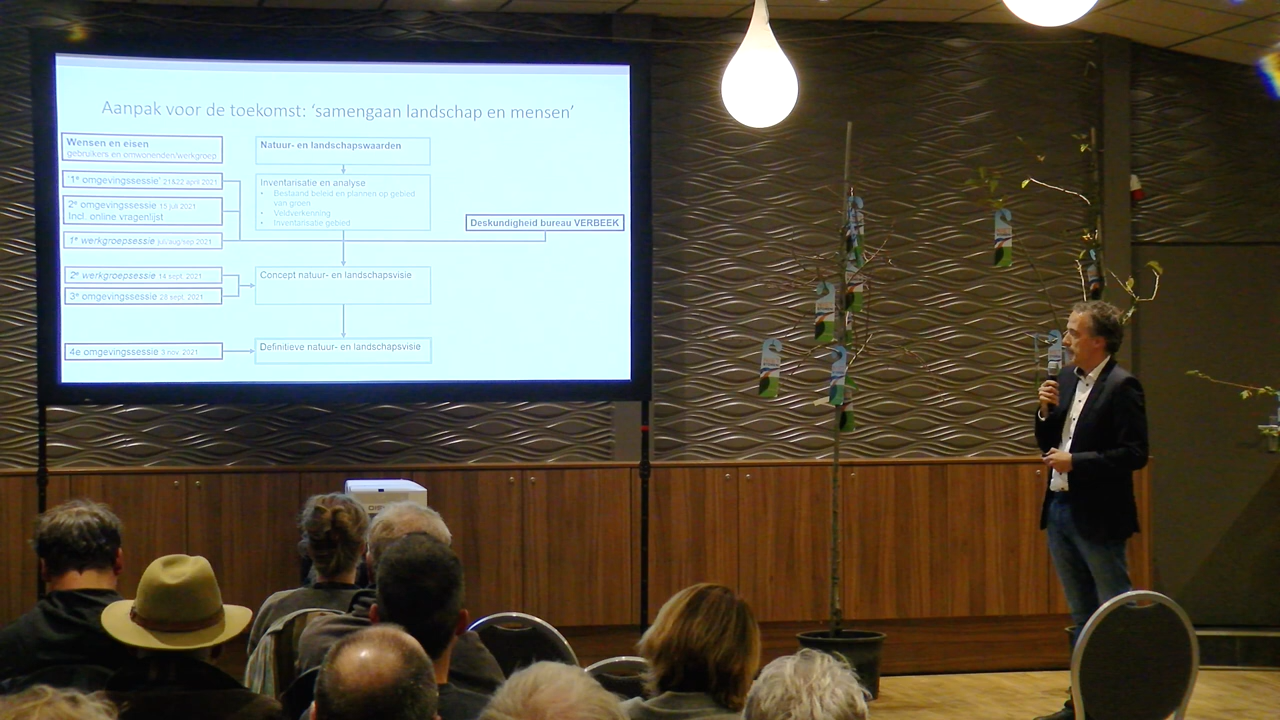 Aanpak voor de toekomst: ‘samengaan landschap en mensen’
Wensen en eisen
gebruikers en omwonenden/werkgroep
‘1e omgevingssessie’ 21&22 april 2021
2e omgevingssessie 15 juli 2021
Incl. online vragenlijst
1e werkgroepsessie juli/aug/sep 2021
2e werkgroepsessie 14 sept. 2021
3e omgevingssessie 28 sept. 2021
4e omgevingssessie 3 nov. 2021
Natuur- en landschapswaarden
Inventarisatie en analyse
• Bestaand beleid en plannen op gebied
van groen
• Veldverkenning
• Inventarisatie gebied
Deskundigheid bureau VERBEEK
Concept natuur- en landschapsvisie
Definitieve natuur- en landschapsvisie